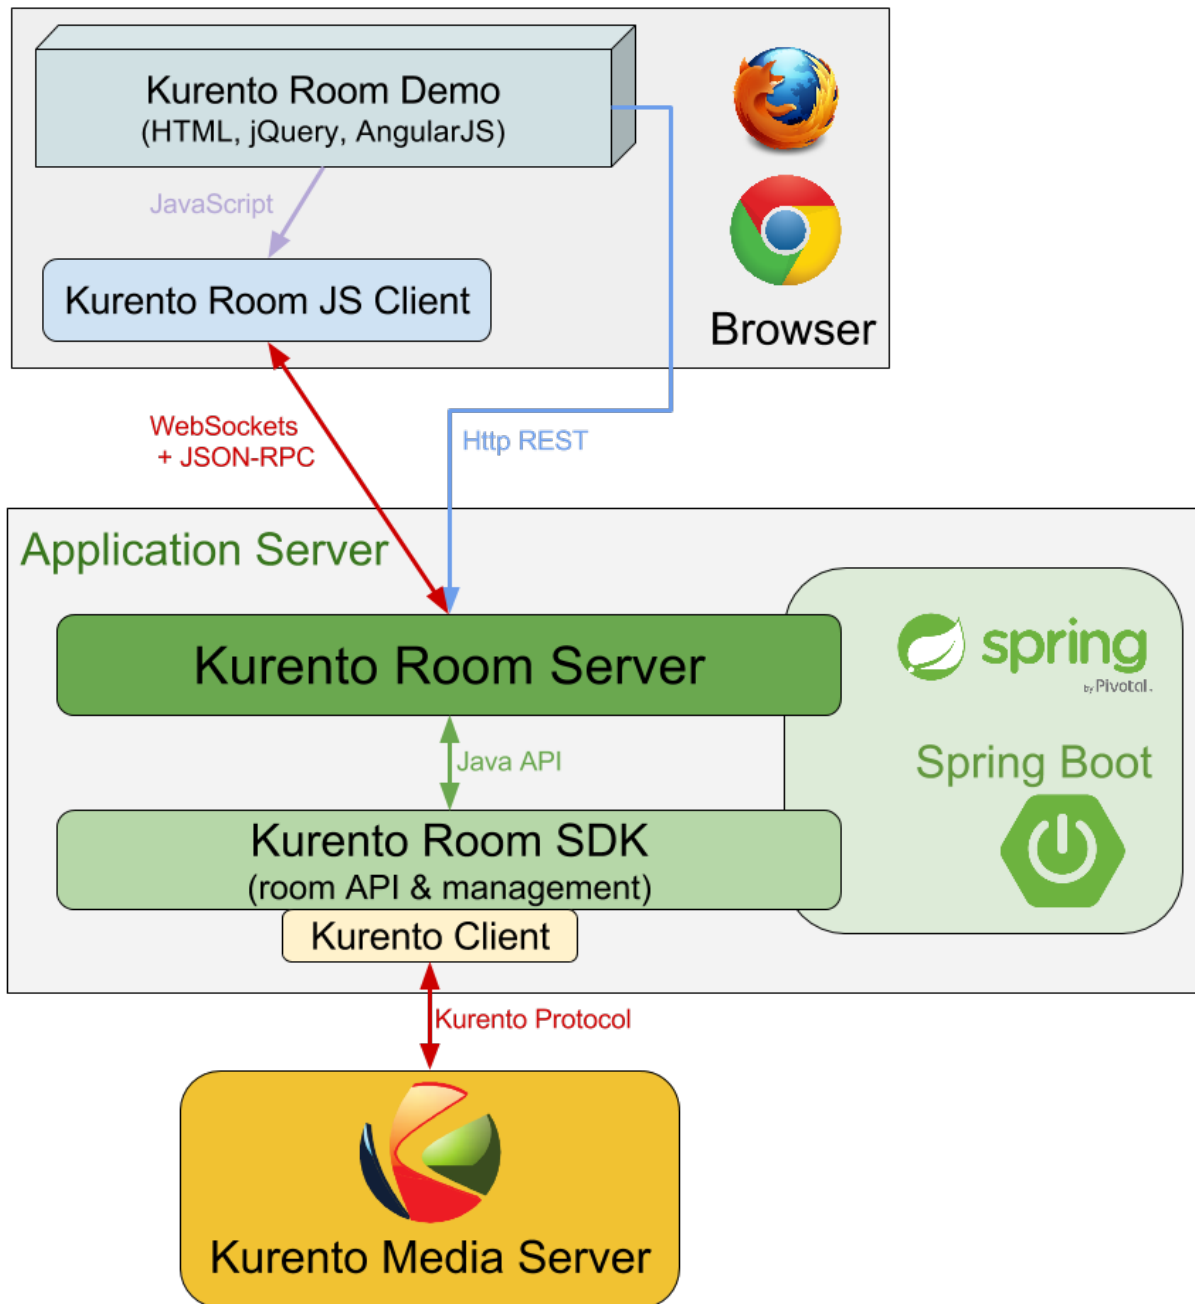 Kurento Room Demo
(HTML, jQuery, AngularJS)
JavaScript
Kurento Room JS Client
Browser
WebSockets
+ JSON-RPC
Http REST
Application Server
Kurento Room Server
spring
by Pivotal.
Java API
Spring Boot
Kurento Room SDK
(room API & management)
Kurento Client
Kurento Protocol
Kurento Media Server